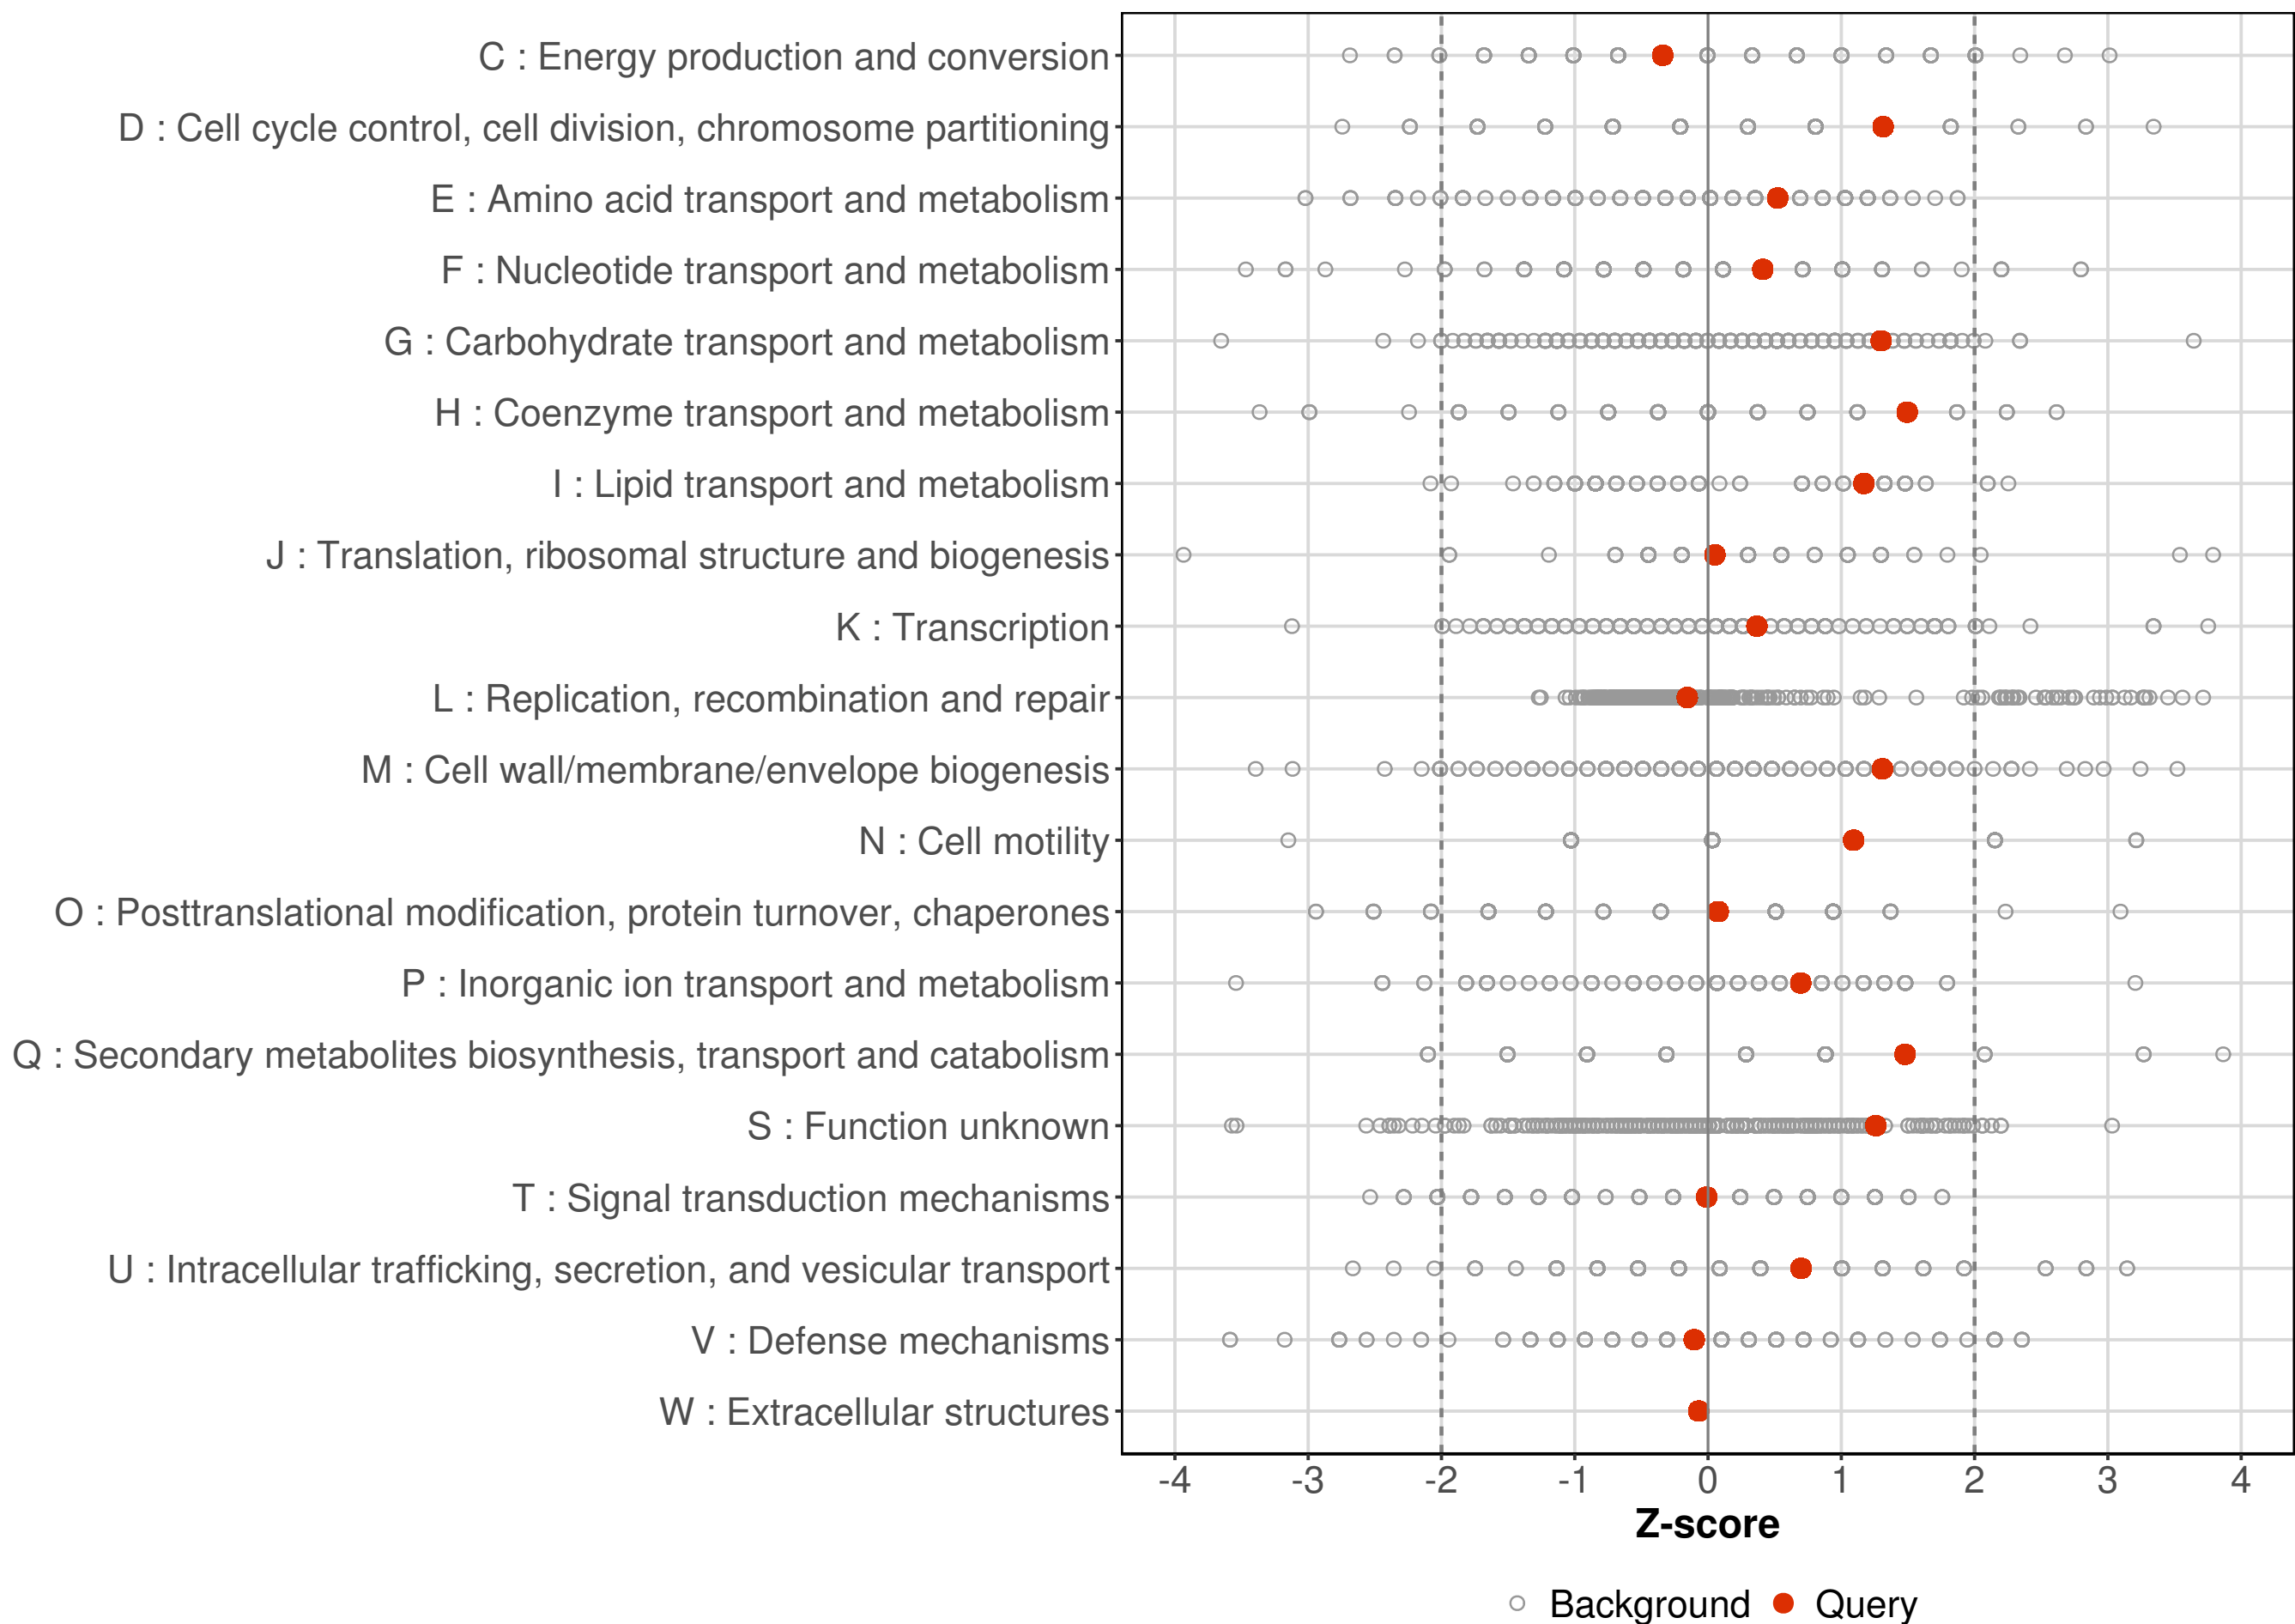 C : Energy production and conversion
D : Cell cycle control, cell division, chromosome partitioning
E : Amino acid transport and metabolism
F : Nucleotide transport and metabolism
G : Carbohydrate transport and metabolism
H : Coenzyme transport and metabolism
I : Lipid transport and metabolism
J : Translation, ribosomal structure and biogenesis
K : Transcription
L : Replication, recombination and repair
M : Cell wall/membrane/envelope biogenesis
N : Cell motility
O : Posttranslational modification, protein turnover, chaperones
P : Inorganic ion transport and metabolism
Q : Secondary metabolites biosynthesis, transport and catabolism
S : Function unknown
T : Signal transduction mechanisms
U : Intracellular trafficking, secretion, and vesicular transport
V : Defense mechanisms
W : Extracellular structures
-4 -3 -2 -1 0 1 2 3 4
Z-score
Background Query